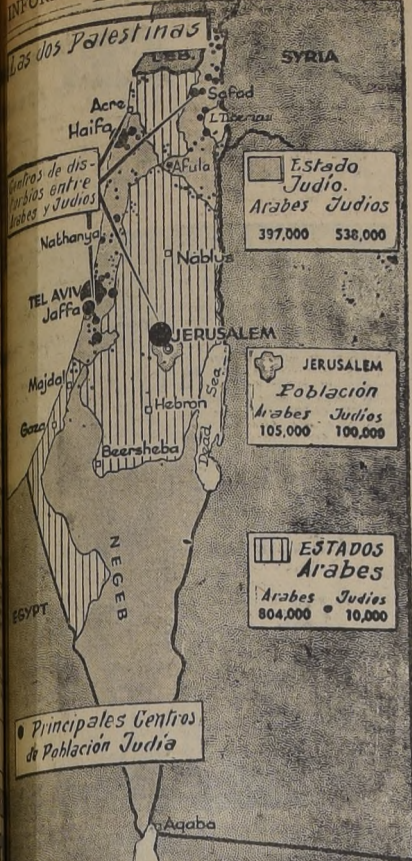 Las dos Palestinas
SYRIA
Acre
Safad
Haifa
L. Tiberias
Afula
Centros de dis-
turbios entre
Arabes y Judios
Nathanya
Nablus
TEL AVIV
Jaffa
JERUSALEM
Majdal
Hebron
Gaza
Dead Sea
Beersheba
NEGEB
EGYPT
Aqaba
Estado
Judio.
Arabes Judios
397,000 538,000
JERUSALEM
Población
Arabes Judios
105,000 100,000
ESTADOS
Arabes
Arabes Judios
804,000 10,000
Principales Centros
de Población Judía